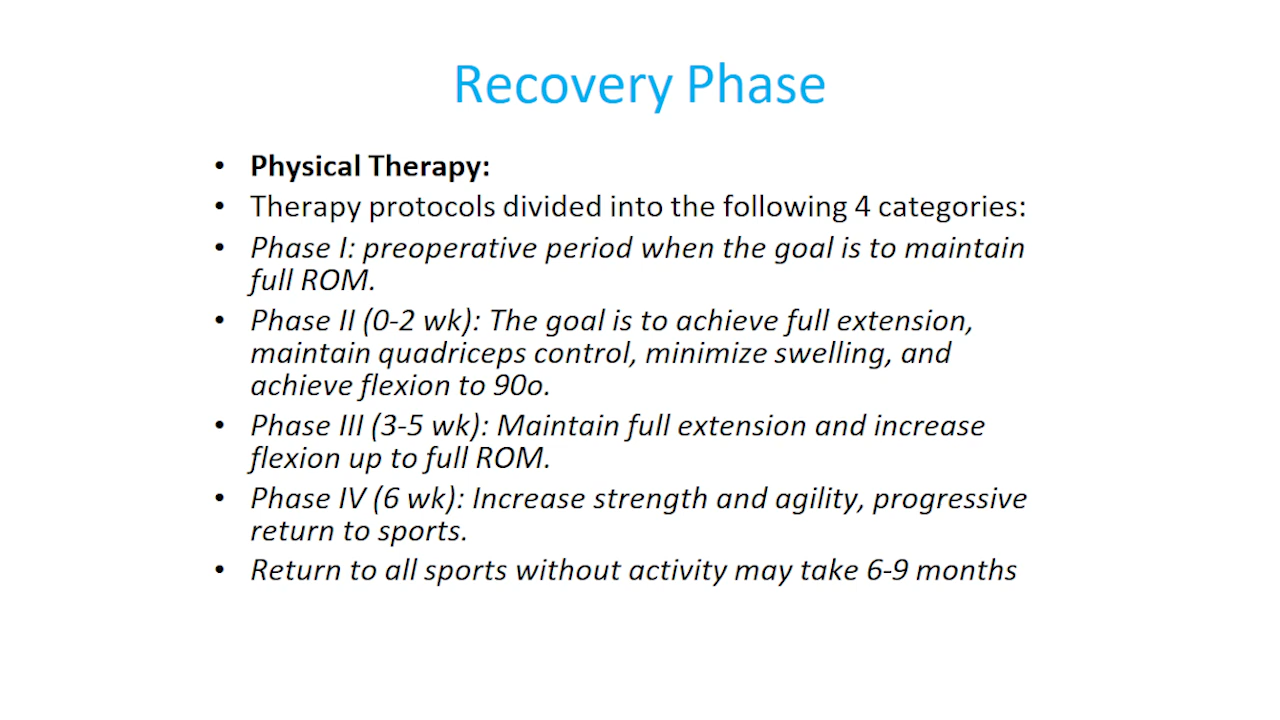 Recovery Phase
• Physical Therapy:
• Therapy protocols divided into the following 4 categories:
• Phase I: preoperative period when the goal is to maintain
full ROM.
• Phase II (0-2 wk): The goal is to achieve full extension,
maintain quadriceps control, minimize swelling, and
achieve flexion to 90o.
• Phase III (3-5 wk): Maintain full extension and increase
flexion up to full ROM.
• Phase IV (6 wk): Increase strength and agility, progressive
return to sports.
• Return to all sports without activity may take 6-9 months